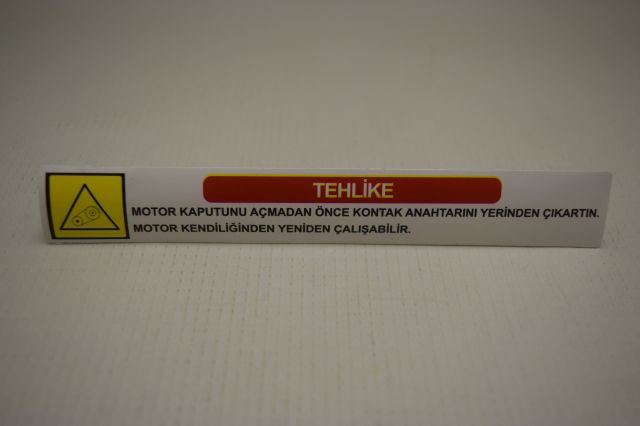 TEHLİKE
MOTOR KAPUTUNU AÇMADAN ÖNCE KONTAK ANAHTARINI YERİNDEN ÇIKARTIN.
MOTOR KENDİLİĞİNDEN YENİDEN ÇALIŞABİLİR.